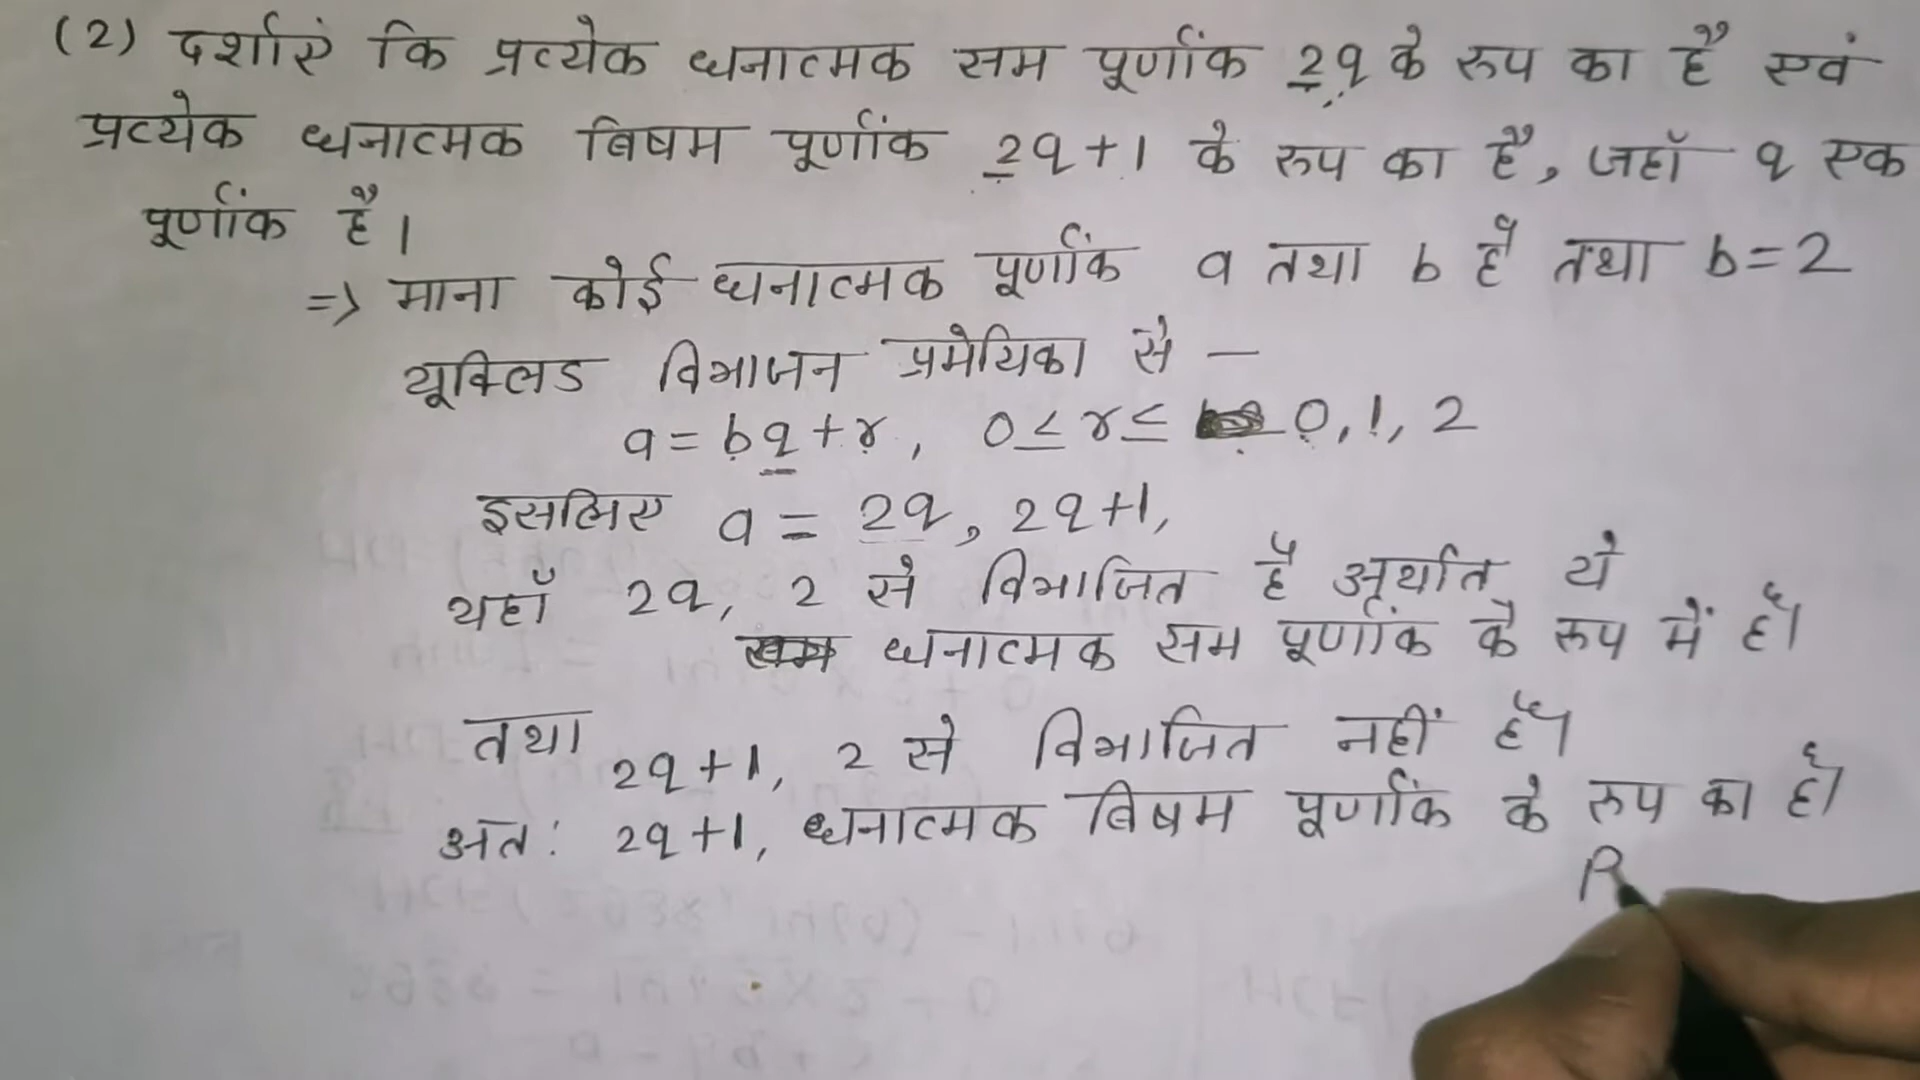 (2) दर्शाएं कि प्रत्येक धनात्मक सम पूर्णांक 2q के रुप का है एवं
प्रत्येक धनात्मक विषम पूर्णांक 2q+1 के रुप का है, जहाँ q एक
पूर्णांक है।
=> माना कोई धनात्मक पूर्णांक a तथा b है तथा b=2
यूक्लिड विभाजन प्रमेयिका से –
a = bq+r, 0≤r≤ 0,1,2
इसलिए a = 2q, 2q+1,
यहाँ 2q, 2 से विभाजित है अर्थात ये
धनात्मक सम पूर्णांक के रुप में है।
तथा 2q+1, 2 से विभाजित नहीं है।
अत: 2q+1, धनात्मक विषम पूर्णांक के रुप का है।
P